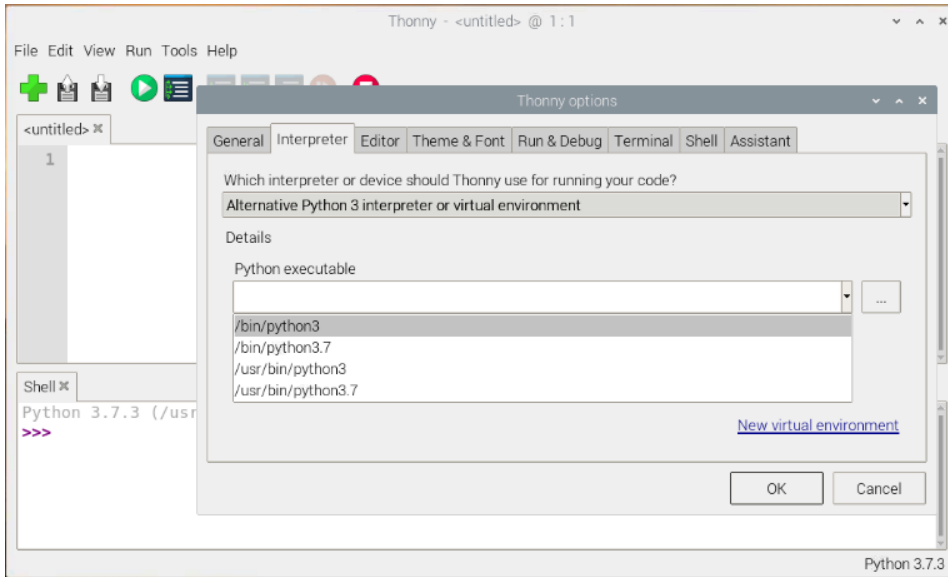 Thonny - <untitled> @ 1:1
File Edit View Run Tools Help
Thonny options
<untitled>
General Interpreter Editor Theme & Font Run & Debug Terminal Shell Assistant
1
Which interpreter or device should Thonny use for running your code?
Alternative Python 3 interpreter or virtual environment
Details
Python executable
...
/bin/python3
/bin/python3.7
/usr/bin/python3
/usr/bin/python3.7
Shell
Python 3.7.3 (/usr
>>>
New virtual environment
OK Cancel
Python 3.7.3